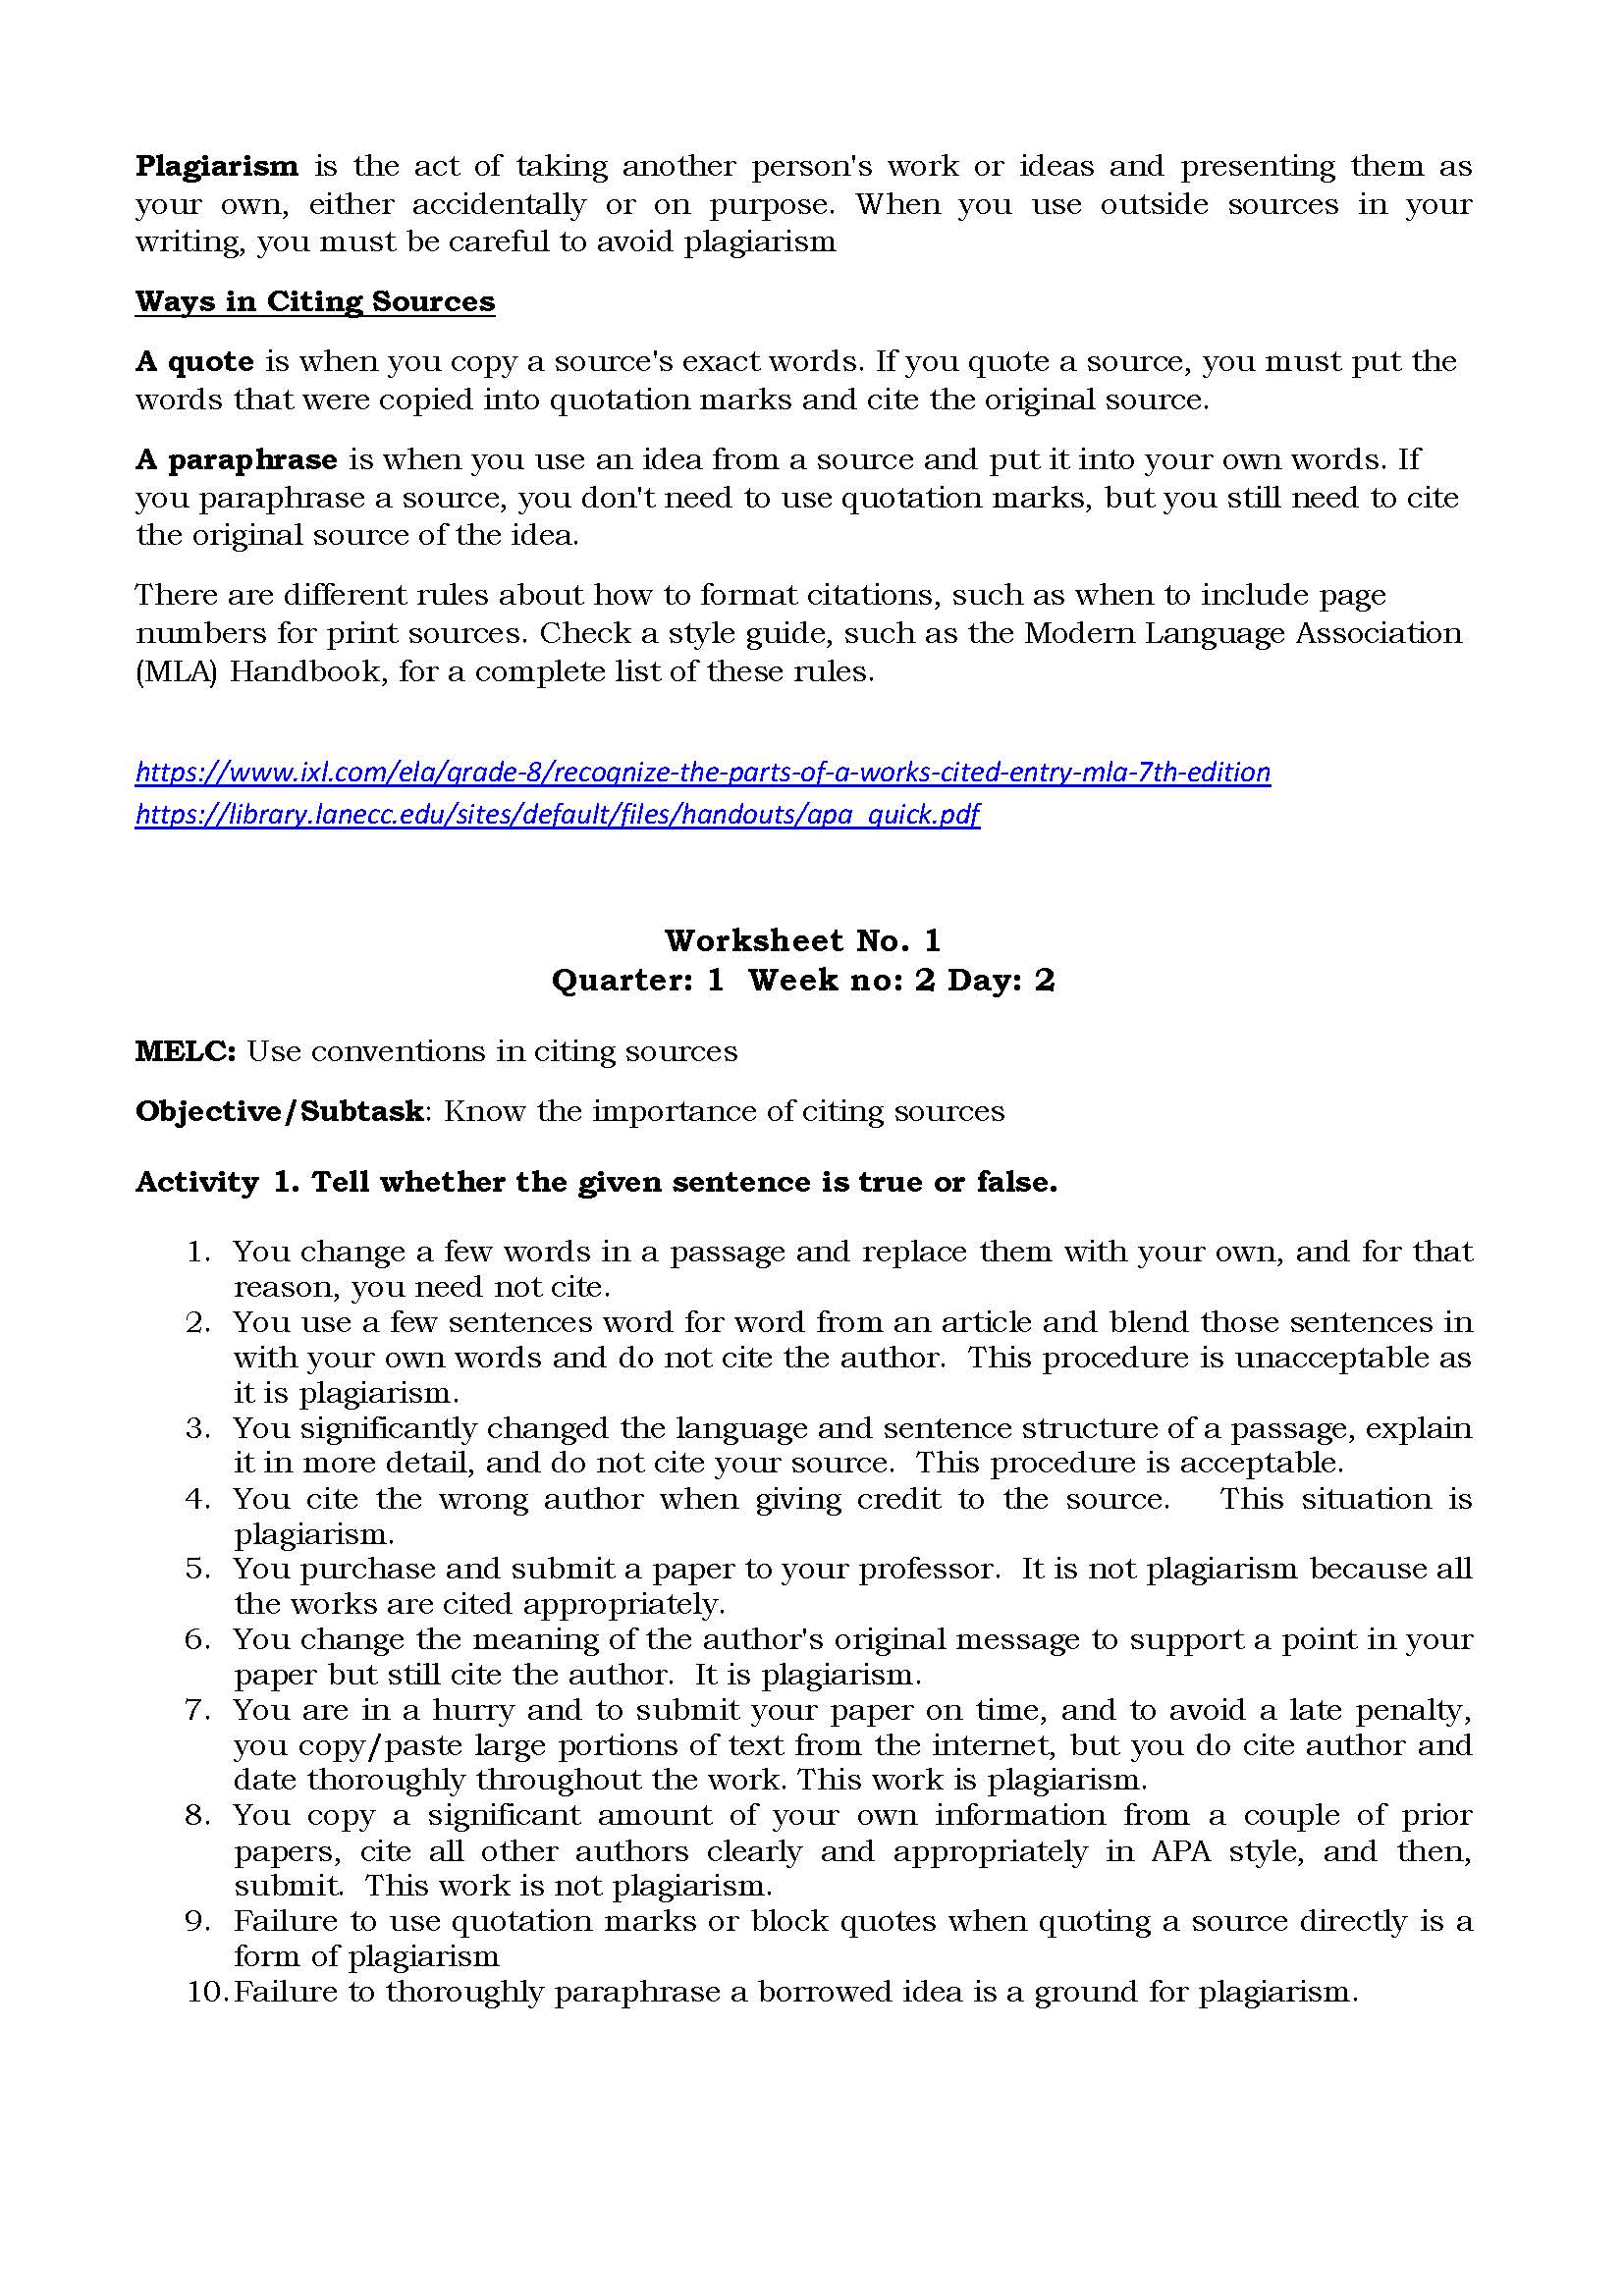 Plagiarism is the act of taking another person's work or ideas and presenting them as
your own, either accidentally or on purpose. When you use outside sources in your
writing, you must be careful to avoid plagiarism
Ways in Citing Sources
A quote is when you copy a source's exact words. If you quote a source, you must put the
words that were copied into quotation marks and cite the original source.
A paraphrase is when you use an idea from a source and put it into your own words. If
you paraphrase a source, you don't need to use quotation marks, but you still need to cite
the original source of the idea.
There are different rules about how to format citations, such as when to include page
numbers for print sources. Check a style guide, such as the Modern Language Association
(MLA) Handbook, for a complete list of these rules.
https://www.ixl.com/ela/grade-8/recognize-the-parts-of-a-works-cited-entry-mla-7th-edition
https://library.lanecc.edu/sites/default/files/handouts/apa_quick.pdf
Worksheet No. 1
Quarter: 1 Week no: 2 Day: 2
MELC: Use conventions in citing sources
Objective/Subtask: Know the importance of citing sources
Activity 1. Tell whether the given sentence is true or false.
1. You change a few words in a passage and replace them with your own, and for that
reason, you need not cite.
2. You use a few sentences word for word from an article and blend those sentences in
with your own words and do not cite the author. This procedure is unacceptable as
it is plagiarism.
3. You significantly changed the language and sentence structure of a passage, explain
it in more detail, and do not cite your source. This procedure is acceptable.
4. You cite the wrong author when giving credit to the source. This situation is
plagiarism.
5. You purchase and submit a paper to your professor. It is not plagiarism because all
the works are cited appropriately.
6. You change the meaning of the author's original message to support a point in your
paper but still cite the author. It is plagiarism.
7. You are in a hurry and to submit your paper on time, and to avoid a late penalty,
you copy/paste large portions of text from the internet, but you do cite author and
date thoroughly throughout the work. This work is plagiarism.
8. You copy a significant amount of your own information from a couple of prior
papers, cite all other authors clearly and appropriately in APA style, and then,
submit. This work is not plagiarism.
9. Failure to use quotation marks or block quotes when quoting a source directly is a
form of plagiarism
10. Failure to thoroughly paraphrase a borrowed idea is a ground for plagiarism.